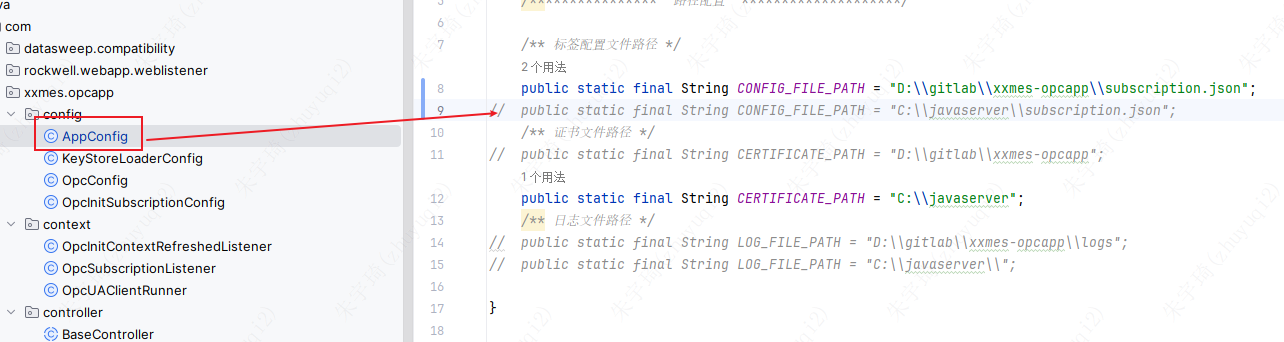 va
com
datasweep.compatibility
rockwell.webapp.weblistener
xxmes.opcapp
config
AppConfig
KeyStoreLoaderConfig
OpcConfig
OpcInitSubscriptionConfig
context
OpcInitContextRefreshedListener
OpcSubscriptionListener
OpcUAClientRunner
controller
BaseController
5 /************** 路径配置 *******************/
6
7 /** 标签配置文件路径 */
2个用法
8 public static final String CONFIG_FILE_PATH = "D:\\gitlab\\xxmes-opcapp\\subscription.json";
9 // public static final String CONFIG_FILE_PATH = "C:\\javaserver\\subscription.json";
10 /** 证书文件路径 */
11 // public static final String CERTIFICATE_PATH = "D:\\gitlab\\xxmes-opcapp";
1个用法
12 public static final String CERTIFICATE_PATH = "C:\\javaserver";
13 /** 日志文件路径 */
14 // public static final String LOG_FILE_PATH = "D:\\gitlab\\xxmes-opcapp\\logs";
15 // public static final String LOG_FILE_PATH = "C:\\javaserver\\";
16
17 }
18
朱宇琦(zhuyuqi2)